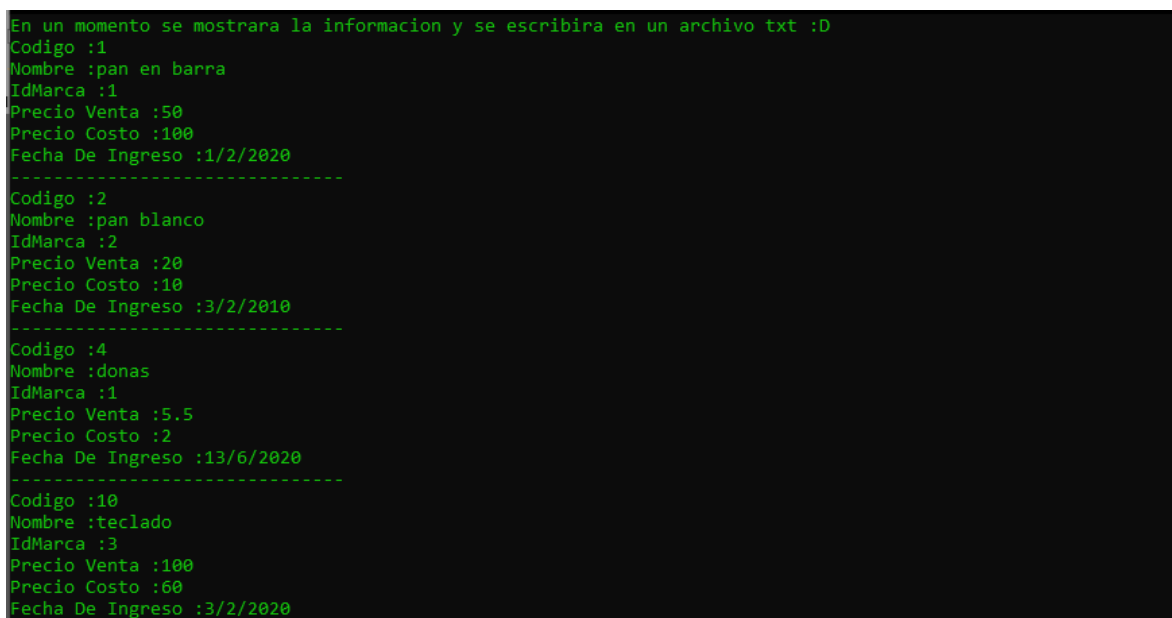 En un momento se mostrara la informacion y se escribira en un archivo txt :D
Codigo :1
Nombre :pan en barra
IdMarca :1
Precio Venta :50
Precio Costo :100
Fecha De Ingreso :1/2/2020
-------------------------------
Codigo :2
Nombre :pan blanco
IdMarca :2
Precio Venta :20
Precio Costo :10
Fecha De Ingreso :3/2/2010
-------------------------------
Codigo :4
Nombre :donas
IdMarca :1
Precio Venta :5.5
Precio Costo :2
Fecha De Ingreso :13/6/2020
-------------------------------
Codigo :10
Nombre :teclado
IdMarca :3
Precio Venta :100
Precio Costo :60
Fecha De Ingreso :3/2/2020